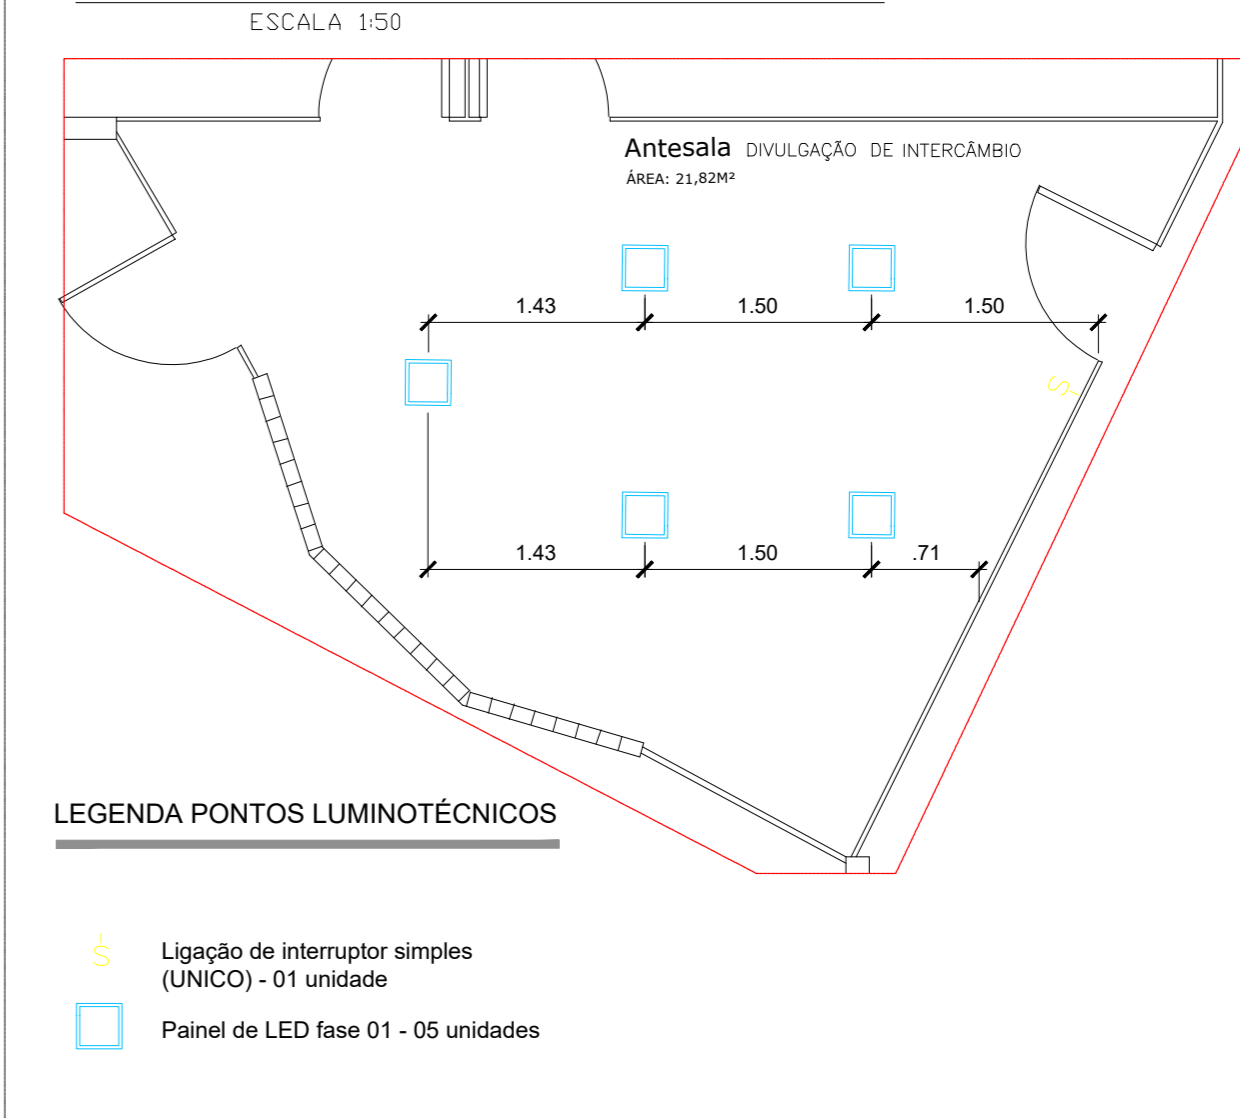 ESCALA 1:50
Antesala DIVULGAÇÃO DE INTERCÂMBIO
ÁREA: 21,82M²
1.43 1.50 1.50
S
1.43 1.50 .71
LEGENDA PONTOS LUMINOTÉCNICOS
S Ligação de interruptor simples
(UNICO) - 01 unidade
Painel de LED fase 01 - 05 unidades